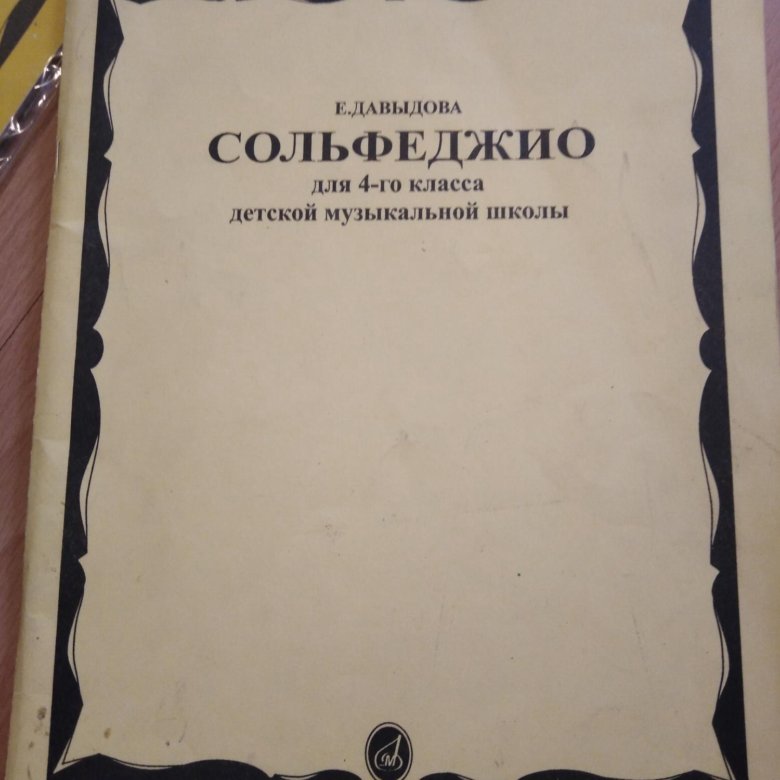 Е.ДАВЫДОВА
СОЛЬФЕДЖИО
для 4-го класса
детской музыкальной школы
М